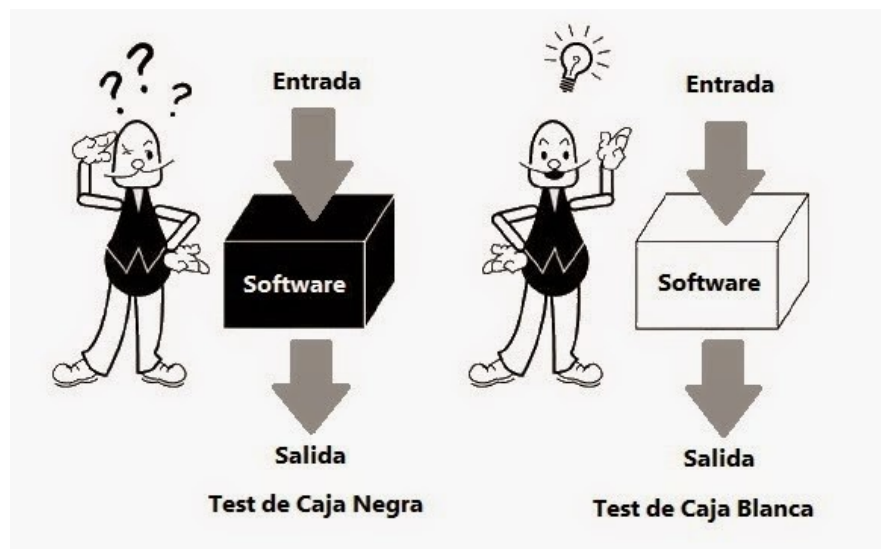 ? ? ?
Entrada
Software
Salida
Test de Caja Negra
Entrada
Software
Salida
Test de Caja Blanca